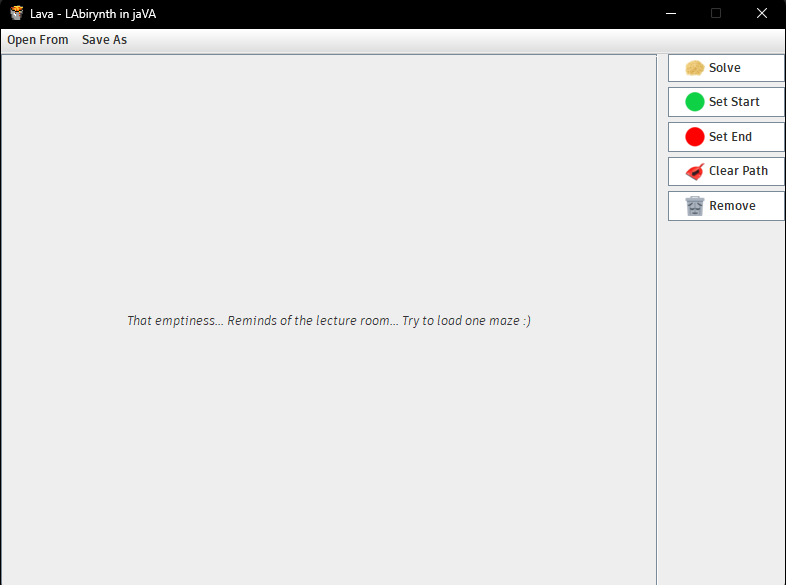 Lava - LAbirynth in jaVA
Open From Save As
Solve
Set Start
Set End
Clear Path
Remove
That emptiness... Reminds of the lecture room... Try to load one maze :)